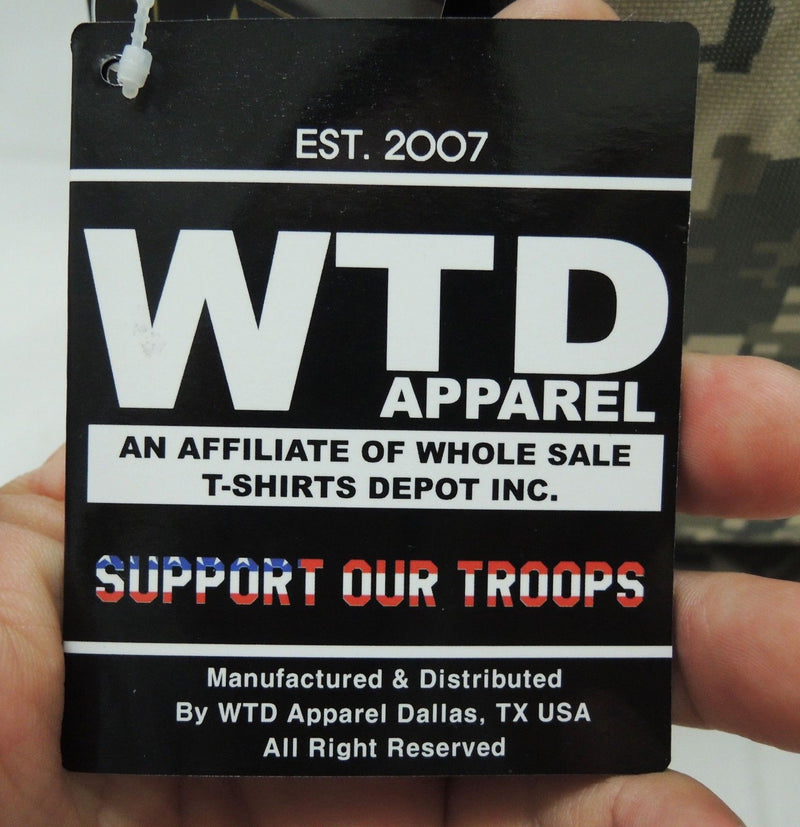 EST. 2007
WTD
APPAREL
AN AFFILIATE OF WHOLE SALE
T-SHIRTS DEPOT INC.
SUPPORT OUR TROOPS
Manufactured & Distributed
By WTD Apparel Dallas, TX USA
All Right Reserved